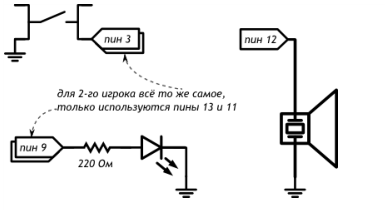 пин 3
пин 12
для 2-го игрока всё то же самое,
только используются пины 13 и 11
пин 9
220 Ом